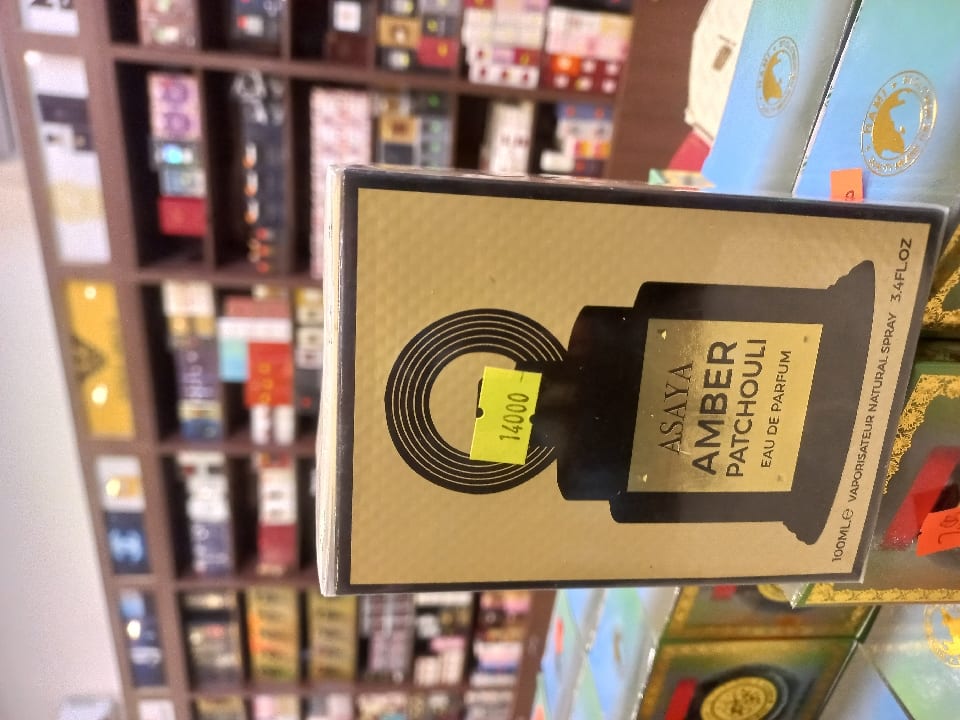 14000
ASAYA
AMBER
PATCHOULI
EAU DE PARFUM
100ML.℮ VAPORISATEUR NATURAL SPRAY 3.4FL.OZ